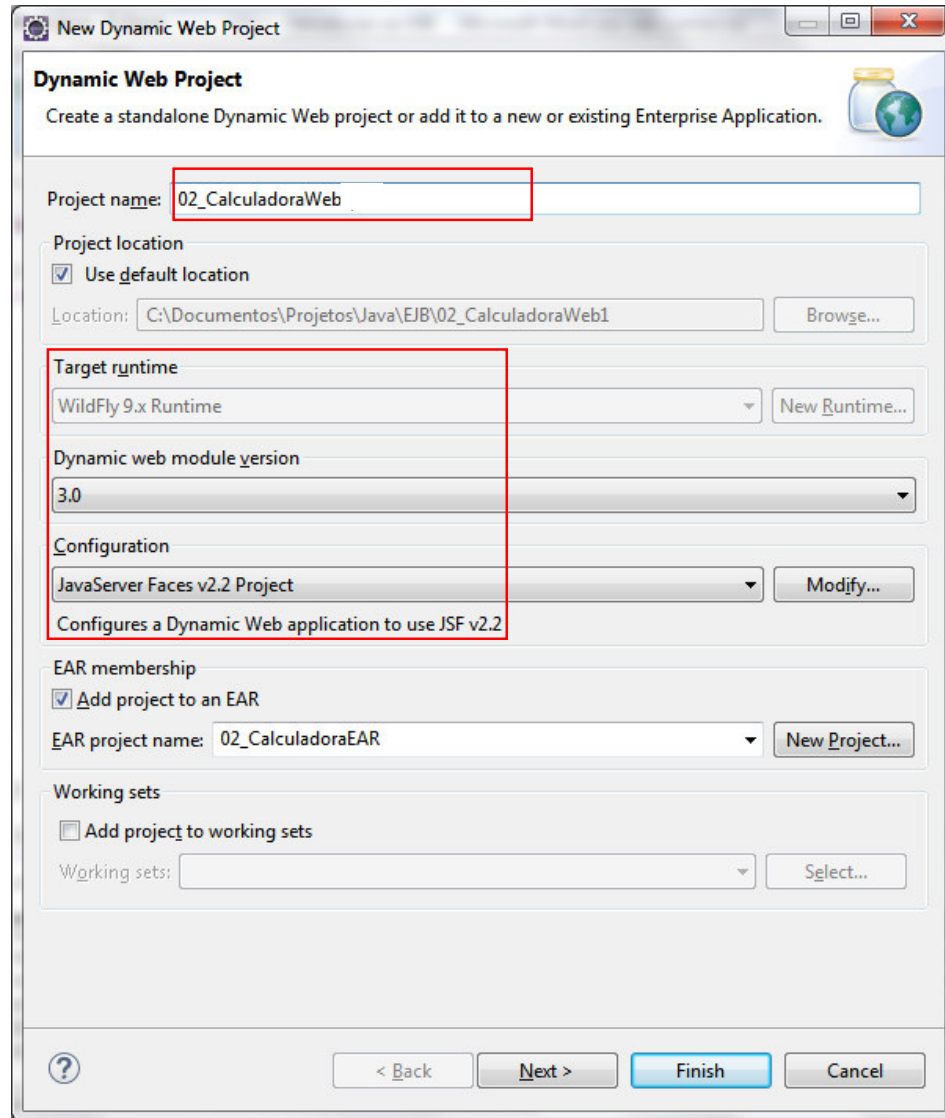 New Dynamic Web Project
Dynamic Web Project
Create a standalone Dynamic Web project or add it to a new or existing Enterprise Application.
Project name: 02_CalculadoraWeb
Project location
Use default location
Location: C:\Documentos\Projetos\Java\EJB\02_CalculadoraWeb1 Browse...
Target runtime
WildFly 9.x Runtime New Runtime...
Dynamic web module version
3.0
Configuration
JavaServer Faces v2.2 Project Modify...
Configures a Dynamic Web application to use JSF v2.2
EAR membership
Add project to an EAR
EAR project name: 02_CalculadoraEAR New Project...
Working sets
Add project to working sets
Working sets: Select...
? < Back Next > Finish Cancel